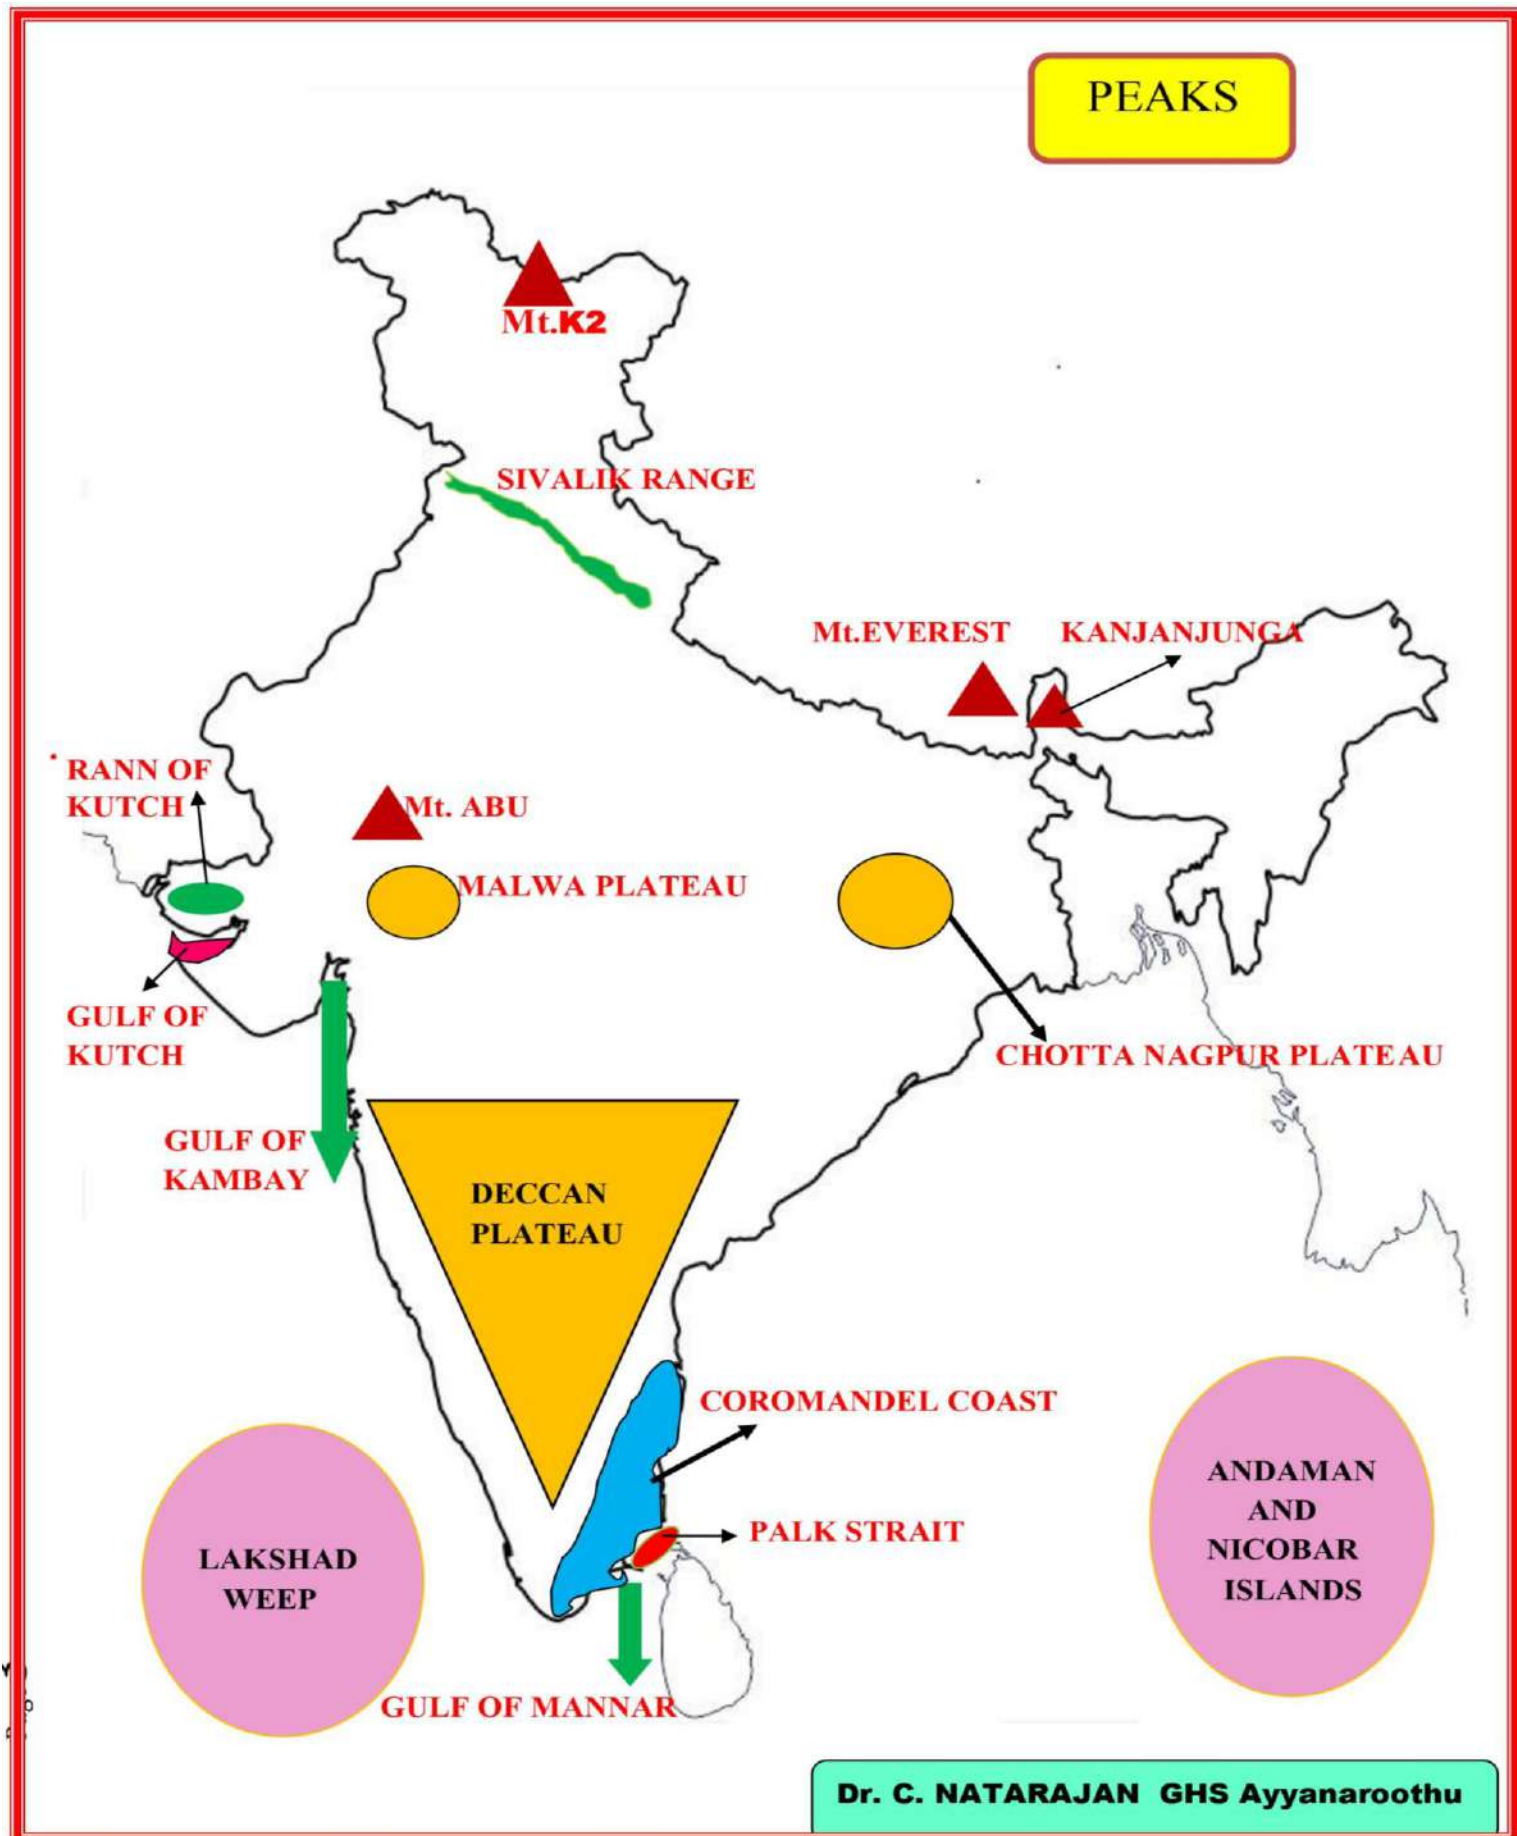 PEAKS
Mt.K2
SIVALIK RANGE
Mt.EVEREST
KANJANJUNGA
RANN OF
KUTCH
Mt. ABU
MALWA PLATEAU
GULF OF
KUTCH
CHOTTA NAGPUR PLATEAU
GULF OF
KAMBAY
DECCAN
PLATEAU
COROMANDEL COAST
ANDAMAN
AND
NICOBAR
ISLANDS
PALK STRAIT
LAKSHAD
WEEP
GULF OF MANNAR
Dr. C. NATARAJAN GHS Ayyanaroothu